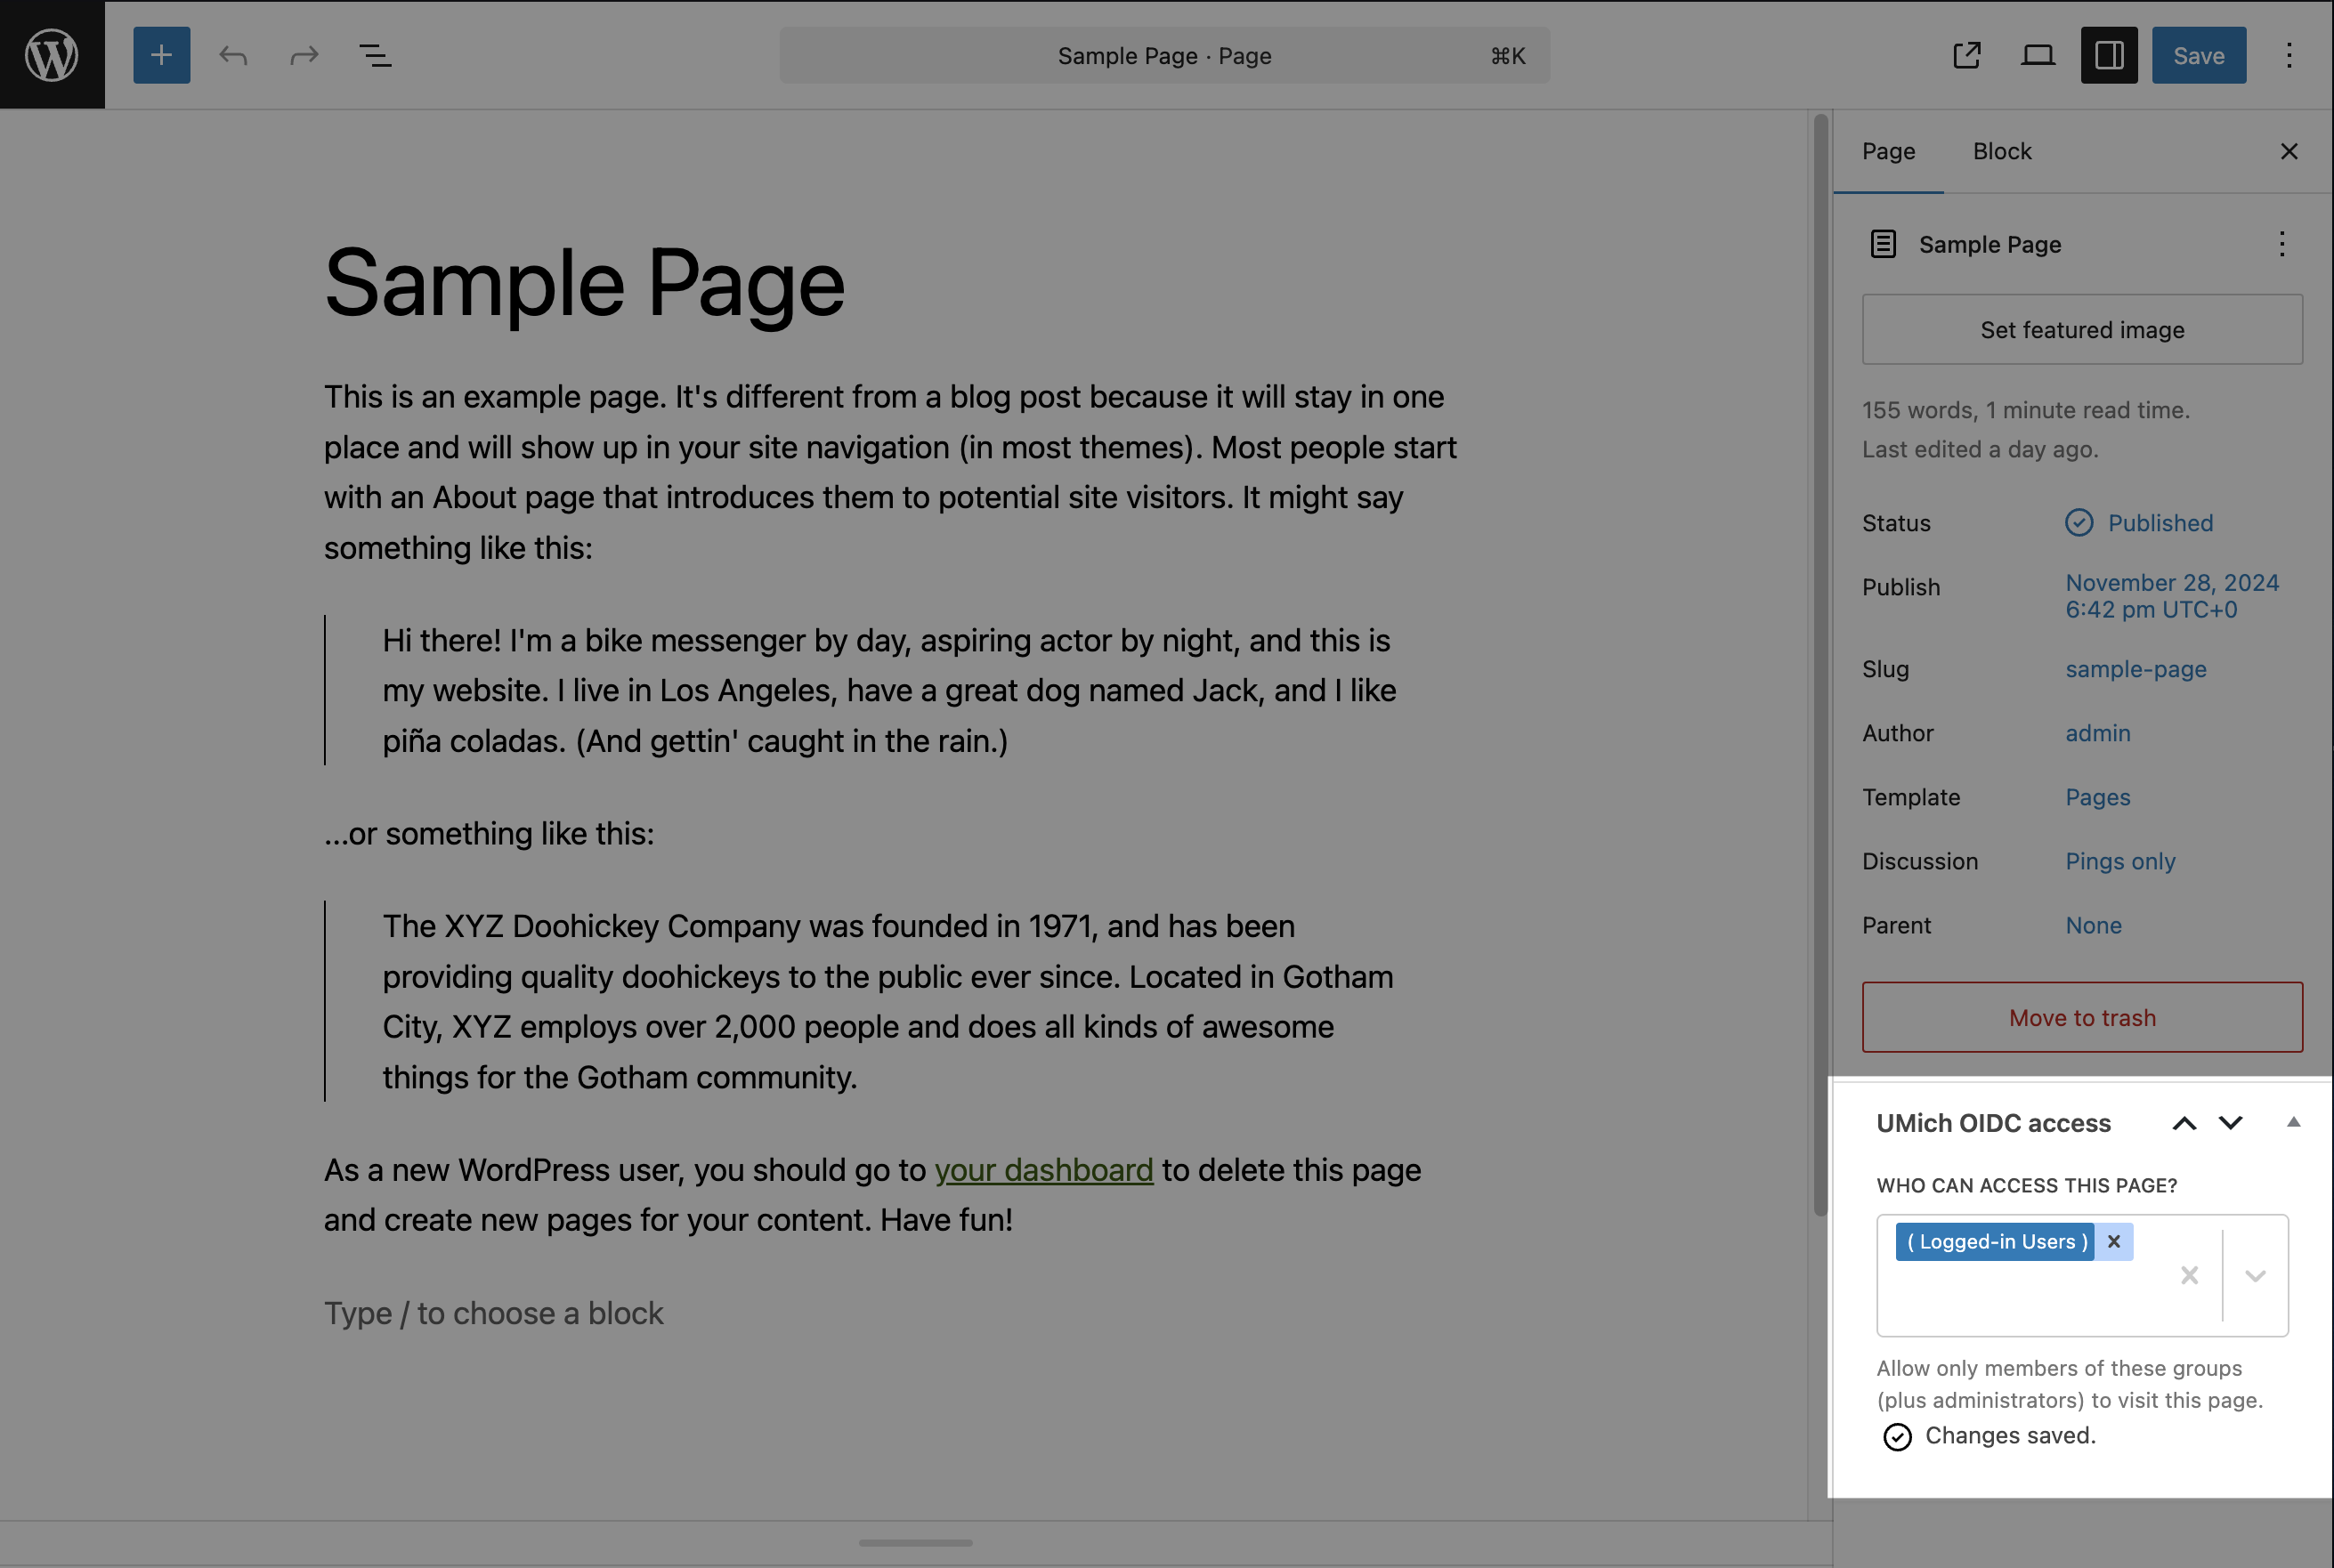 Sample Page · Page
⌘K
Save
Sample Page
This is an example page. It's different from a blog post because it will stay in one
place and will show up in your site navigation (in most themes). Most people start
with an About page that introduces them to potential site visitors. It might say
something like this:
Hi there! I'm a bike messenger by day, aspiring actor by night, and this is
my website. I live in Los Angeles, have a great dog named Jack, and I like
piña coladas. (And gettin' caught in the rain.)
...or something like this:
The XYZ Doohickey Company was founded in 1971, and has been
providing quality doohickeys to the public ever since. Located in Gotham
City, XYZ employs over 2,000 people and does all kinds of awesome
things for the Gotham community.
As a new WordPress user, you should go to your dashboard to delete this page
and create new pages for your content. Have fun!
Type / to choose a block
Page Block
Sample Page
Set featured image
155 words, 1 minute read time.
Last edited a day ago.
Status Published
Publish November 28, 2024
6:42 pm UTC+0
Slug sample-page
Author admin
Template Pages
Discussion Pings only
Parent None
Move to trash
UMich OIDC access
WHO CAN ACCESS THIS PAGE?
( Logged-in Users )
Allow only members of these groups
(plus administrators) to visit this page.
Changes saved.